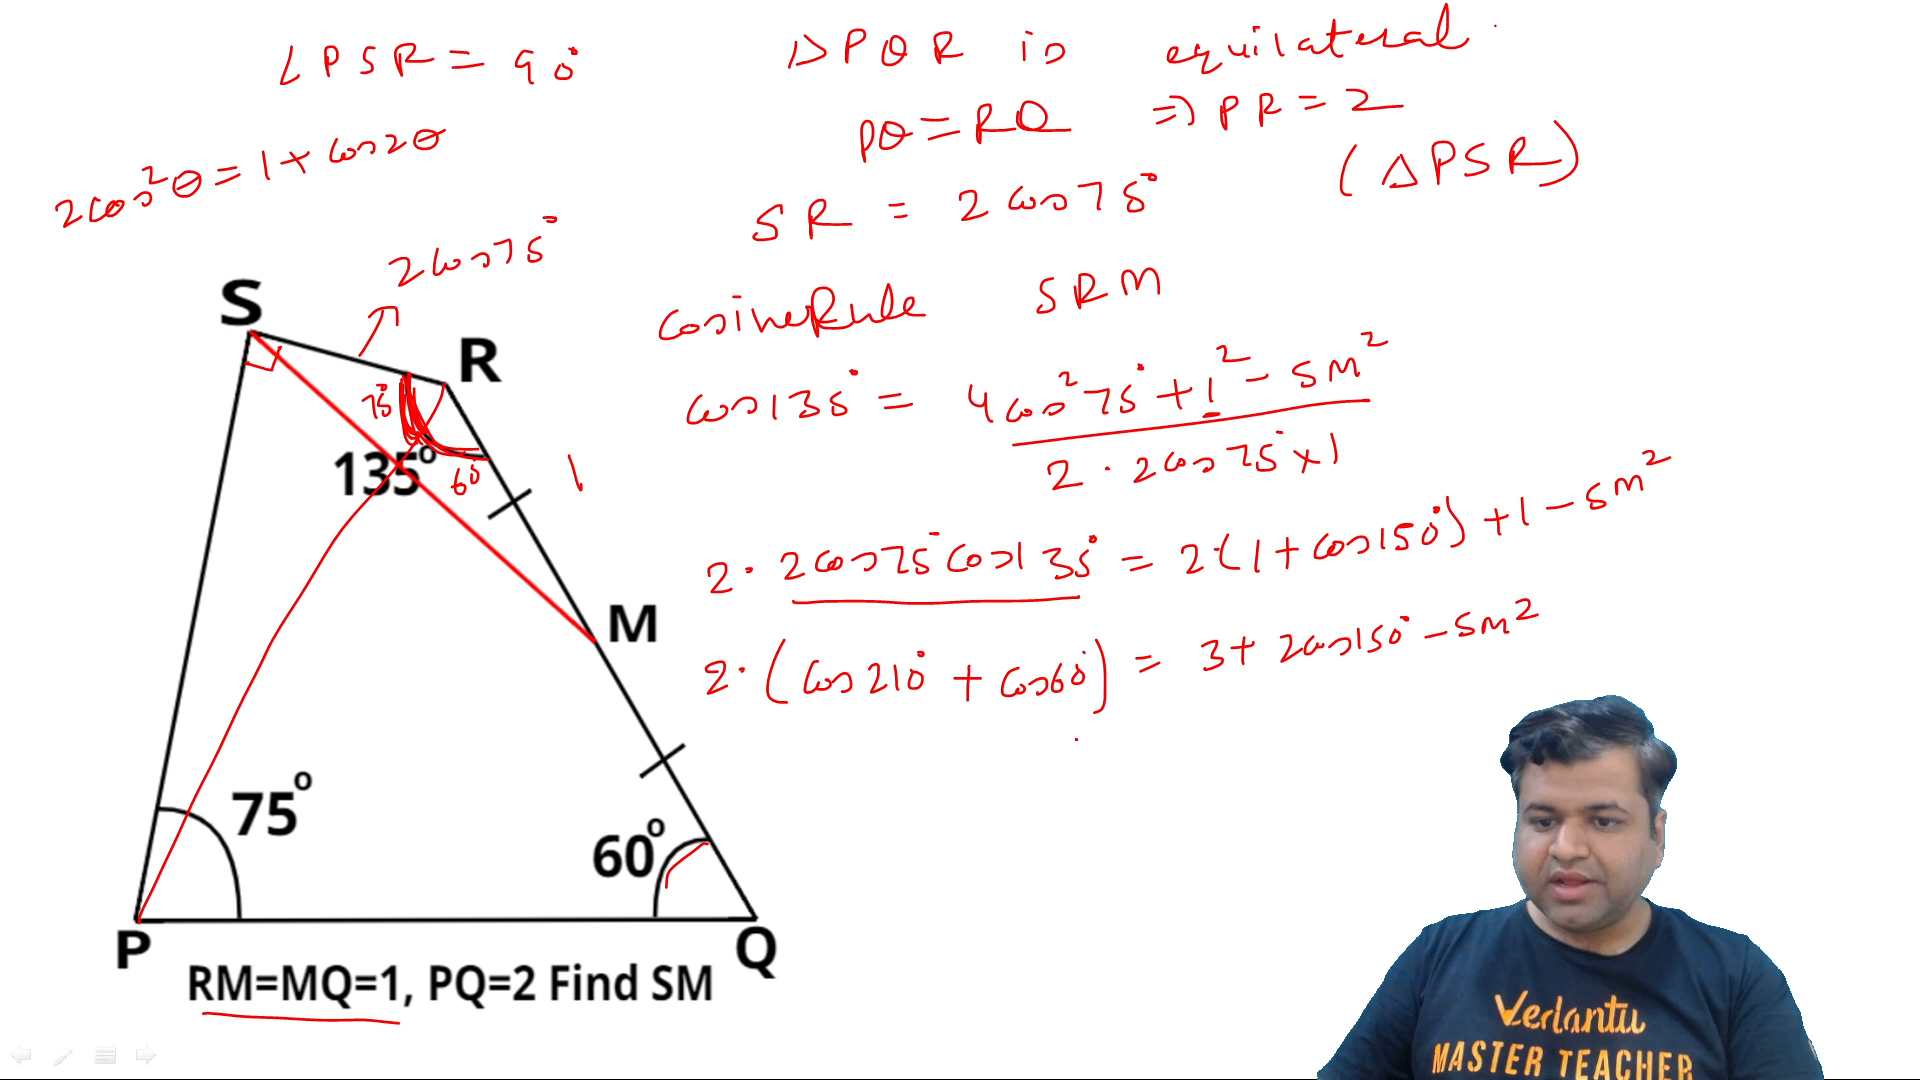 ∠PSR = 90°
2cos²θ = 1 + cos2θ
2cos75°
S
R
75°
135°
60°
1
M
75°
60°
P
Q
RM=MQ=1, PQ=2 Find SM
△PQR is equilateral
PQ = RQ ⇒ PR = 2
SR = 2cos75° (△PSR)
cosine Rule SRM
cos135° = 4cos²75° + 1² - SM²
2 · 2cos75° × 1
2 · 2cos75° cos135° = 2·(1 + cos150°) + 1 - SM²
2 · (cos210° + cos60°) = 3 + 2cos150° - SM²
Vedantu
MASTER TEACHER